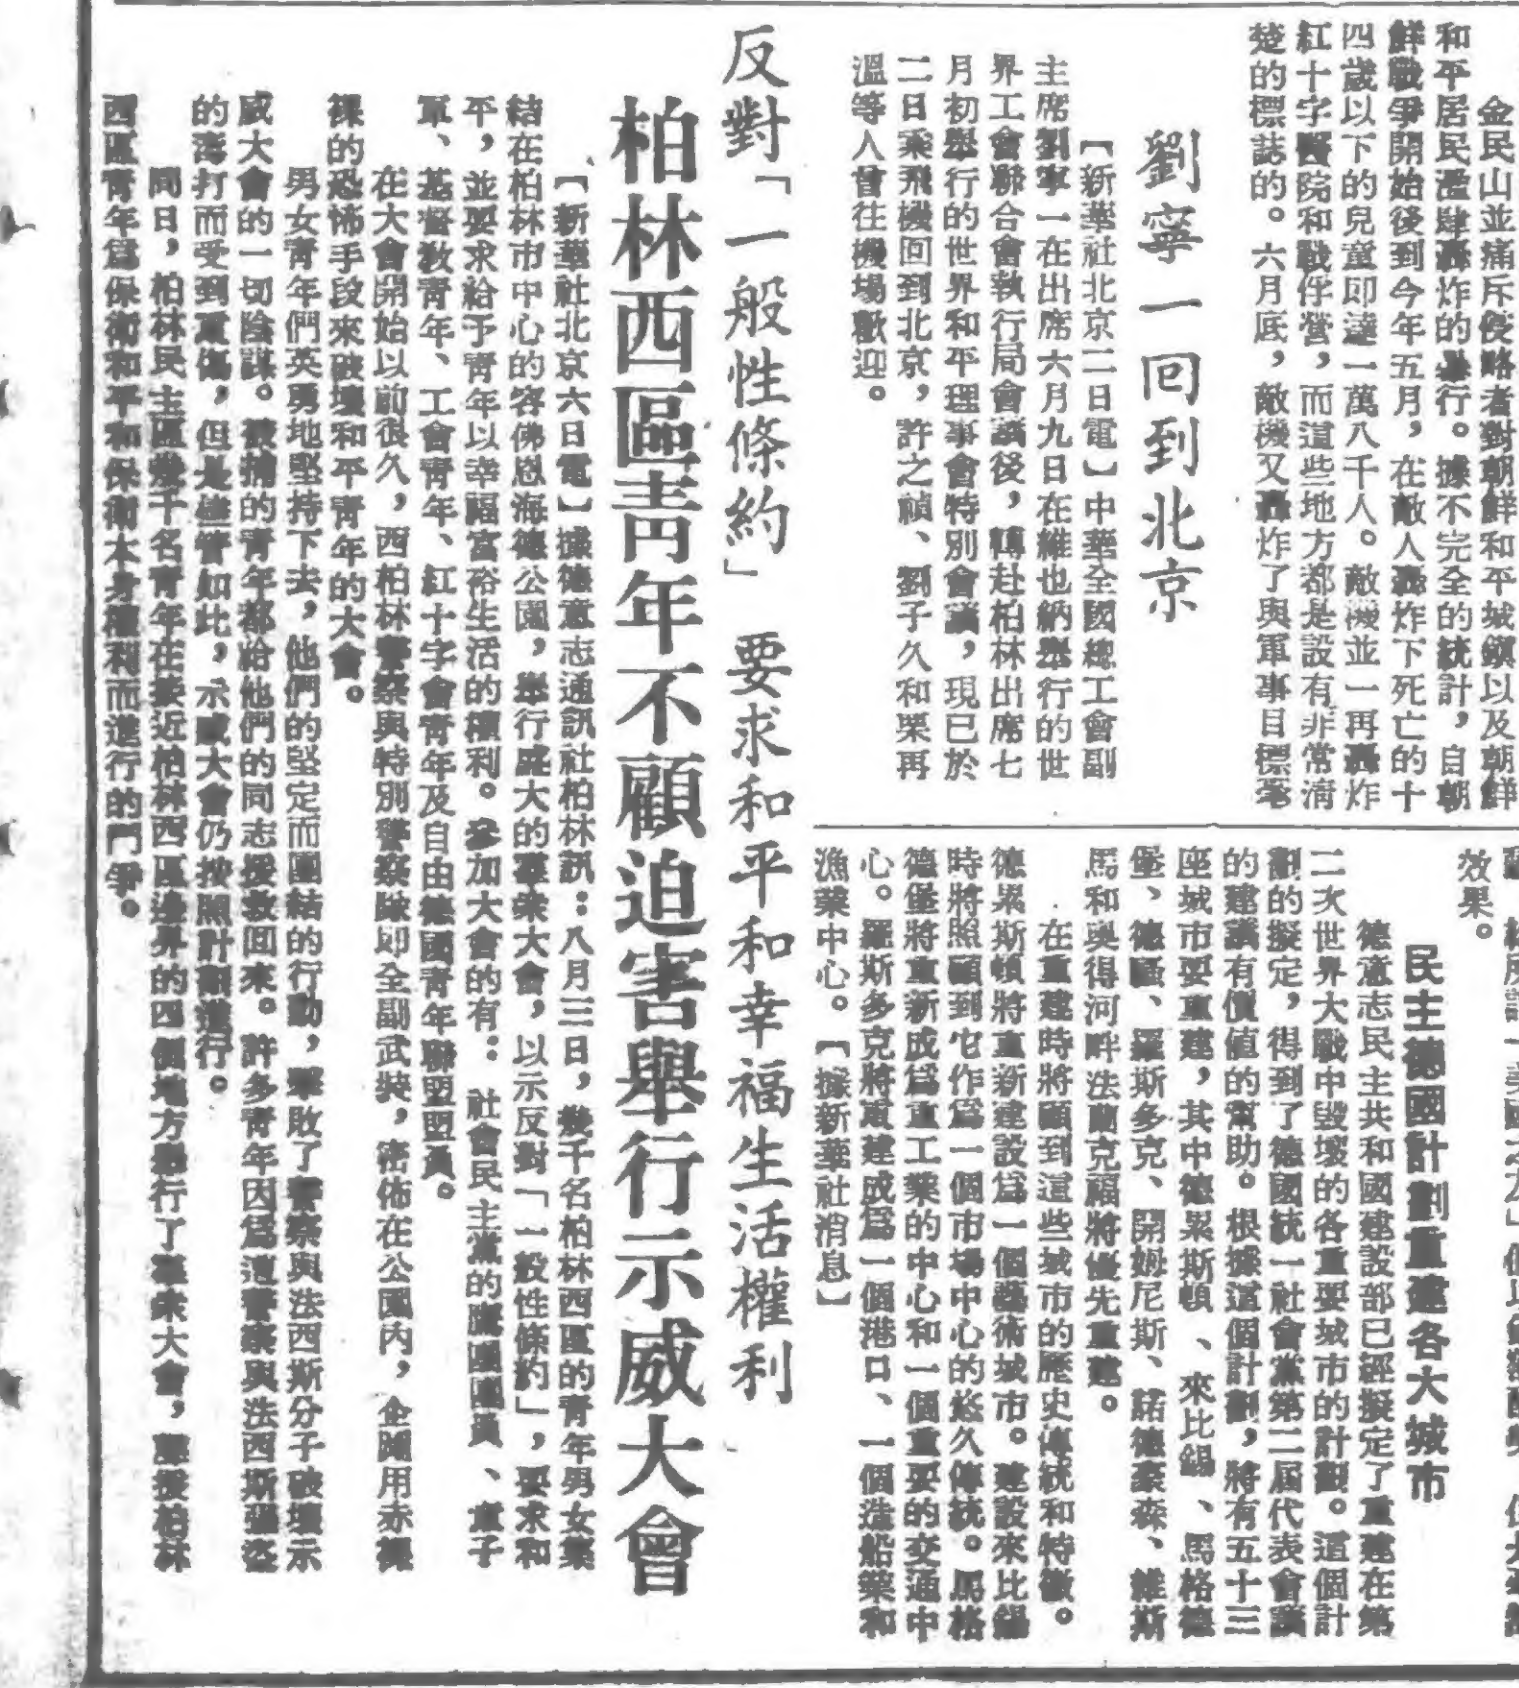 金民山並痛斥侵略者對朝鮮和平城鎭以及朝鮮
和平居民濫肆轟炸的暴行。據不完全的統計，自朝
鮮戰爭開始後到今年五月，在敵人轟炸下死亡的十
四歲以下的兒童即達一萬八千人。敵機並一再轟炸
紅十字醫院和戰俘營，而這些地方都是設有非常淸
楚的標誌的。六月底，敵機又轟炸了與軍事目標毫
劉寧一回到北京
【新華社北京二日電】中華全國總工會副
主席劉寧一在出席六月九日在維也納舉行的世
界工會聯合會執行局會議後，轉赴柏林出席七
月初舉行的世界和平理事會特別會議，現已於
二日乘飛機回到北京，許之禎、劉子久和栗再
溫等人曾往機場歡迎。
效果。
民主德國計劃重建各大城市
德意志民主共和國建設部已經擬定了重建在第
二次世界大戰中毀壞的各重要城市的計劃。這個計
劃的擬定，得到了德國統一社會黨第二屆代表會議
的建議有價值的幫助。根據這個計劃，將有五十三
座城市要重建，其中德累斯頓、來比錫、馬格德
堡、德騷、羅斯多克、開姆尼斯、諾德豪森、維斯
馬和奧得河畔法蘭克福將優先重建。
在重建時將顧到這些城市的歷史傳統和特徵。
德累斯頓將重新建設爲一個藝術城市。建設來比錫
時將照顧到它作爲一個市場中心的悠久傳統。馬格
德堡將重新成爲重工業的中心和一個重要的交通中
心。羅斯多克將重建成爲一個港口、一個造船業和
漁業中心。【據新華社消息】
反對「一般性條約」要求和平和幸福生活權利
柏林西區靑年不顧迫害舉行示威大會
【新華社北京六日電】據德意志通訊社柏林訊：八月三日，幾千名柏林西區的靑年男女集
結在柏林市中心的容佛恩海德公園，舉行盛大的羣衆大會，以示反對「一般性條約」，要求和
平，並要求給予靑年以幸福富裕生活的權利。參加大會的有：社會民主黨的鷹團團員、童子
軍、基督敎靑年、工會靑年、紅十字會靑年及自由德國靑年聯盟盟員。
在大會開始以前很久，西柏林警察與特別警察隊即全副武裝，密佈在公園內，企圖用赤裸
裸的恐怖手段來破壞和平靑年的大會。
男女靑年們英勇地堅持下去，他們的堅定而團結的行動，擊敗了警察與法西斯分子破壞示
威大會的一切陰謀。被捕的靑年都給他們的同志援救回來。許多靑年因爲遭警察與法西斯強盜
的毒打而受到重傷，但是儘管如此，示威大會仍按照計劃進行。
同日，柏林民主區幾千名靑年在接近柏林西區邊界的四個地方舉行了羣衆大會，聲援柏林
西區靑年爲保衛和平和保衛本身權利而進行的鬥爭。